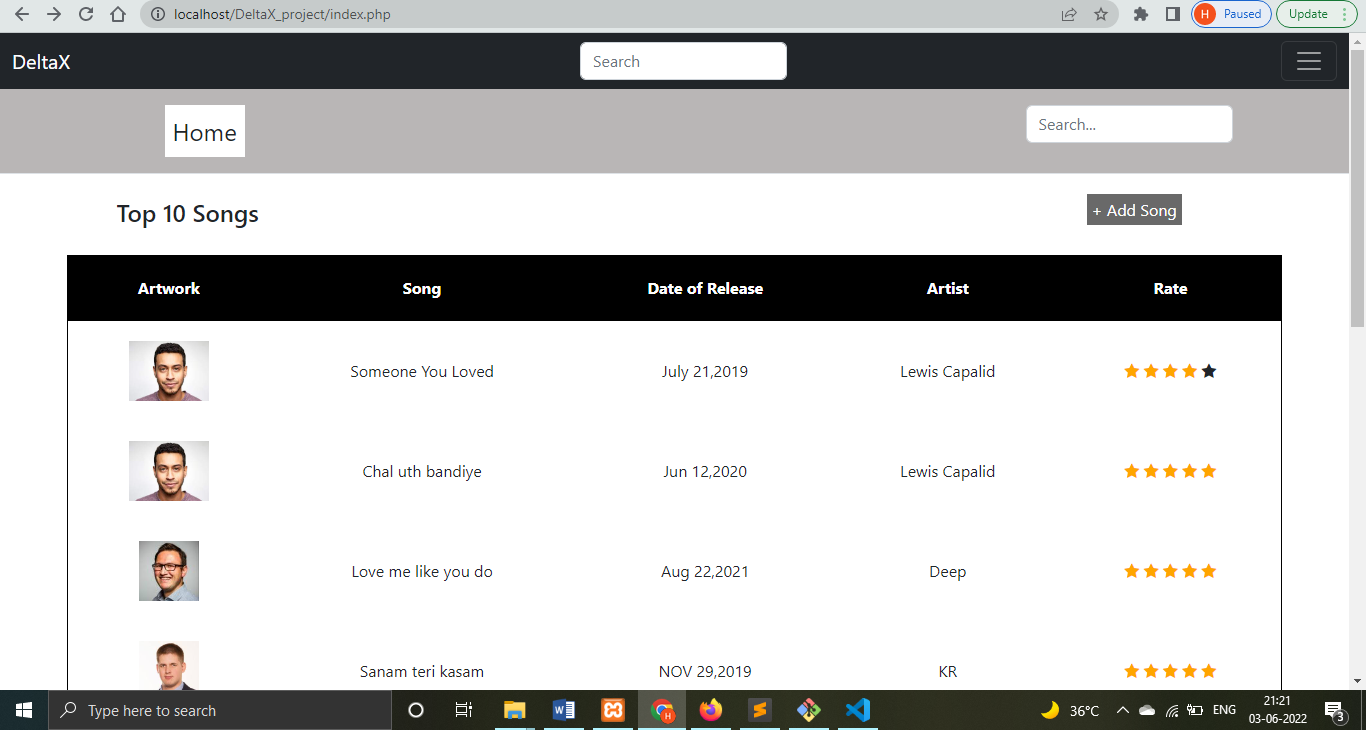 localhost/DeltaX_project/index.php
H Paused
Update
DeltaX
Search
Home
Search...
Top 10 Songs
+ Add Song
Artwork Song Date of Release Artist Rate
Someone You Loved July 21,2019 Lewis Capalid
Chal uth bandiye Jun 12,2020 Lewis Capalid
Love me like you do Aug 22,2021 Deep
Sanam teri kasam NOV 29,2019 KR
Type here to search
36°C
ENG
21:21
03-06-2022
3